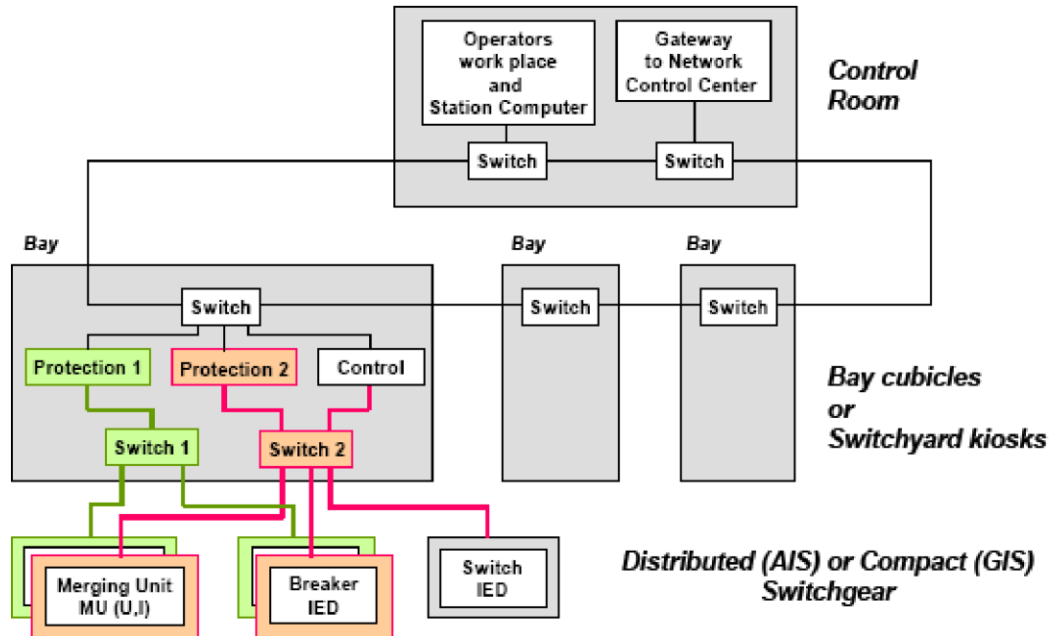 Operators
work place
and
Station Computer
Gateway
to Network
Control Center
Control
Room
Switch
Switch
Bay
Bay
Bay
Switch
Switch
Switch
Protection 1
Protection 2
Control
Bay cubicles
or
Switchyard kiosks
Switch 1
Switch 2
Merging Unit
MU (U,I)
Breaker
IED
Switch
IED
Distributed (AIS) or Compact (GIS)
Switchgear